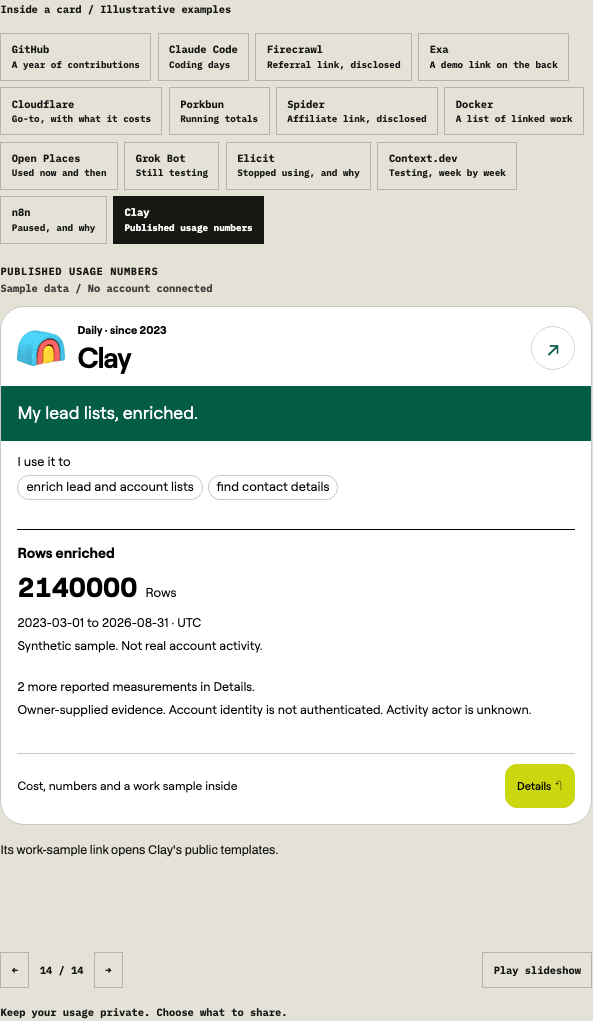 Inside a card / Illustrative examples
GitHub
A year of contributions
Claude Code
Coding days
Firecrawl
Referral link, disclosed
Exa
A demo link on the back
Cloudflare
Go-to, with what it costs
Porkbun
Running totals
Spider
Affiliate link, disclosed
Docker
A list of linked work
Open Places
Used now and then
Grok Bot
Still testing
Elicit
Stopped using, and why
Context.dev
Testing, week by week
n8n
Paused, and why
Clay
Published usage numbers
PUBLISHED USAGE NUMBERS
Sample data / No account connected
Daily · since 2023
Clay
My lead lists, enriched.
I use it to
enrich lead and account lists
find contact details
Rows enriched
2140000 Rows
2023-03-01 to 2026-08-31 · UTC
Synthetic sample. Not real account activity.
2 more reported measurements in Details.
Owner-supplied evidence. Account identity is not authenticated. Activity actor is unknown.
Cost, numbers and a work sample inside
Details
Its work-sample link opens Clay's public templates.
← 14 / 14 →
Play slideshow
Keep your usage private. Choose what to share.